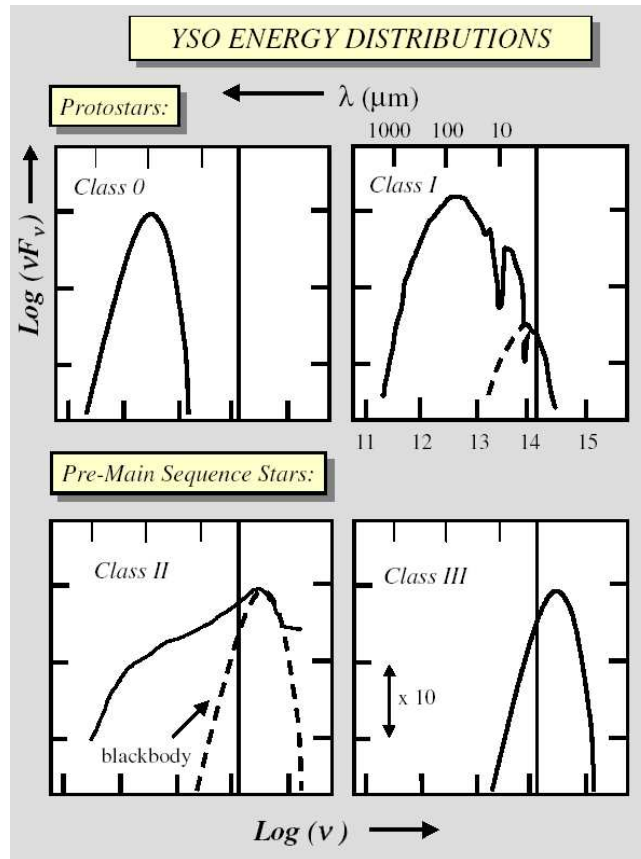 YSO ENERGY DISTRIBUTIONS
Protostars:
λ (μm)
1000 100 10
Class 0
Class I
Log (νFν)
11 12 13 14 15
Pre-Main Sequence Stars:
Class II
Class III
x 10
blackbody
Log (ν)